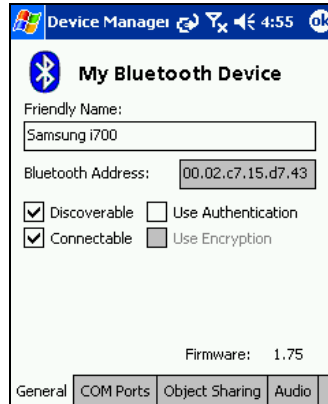 Device Manager 4:55 ok
My Bluetooth Device
Friendly Name:
Samsung i700
Bluetooth Address: 00.02.c7.15.d7.43
Discoverable Use Authentication
Connectable Use Encryption
Firmware: 1.75
General COM Ports Object Sharing Audio